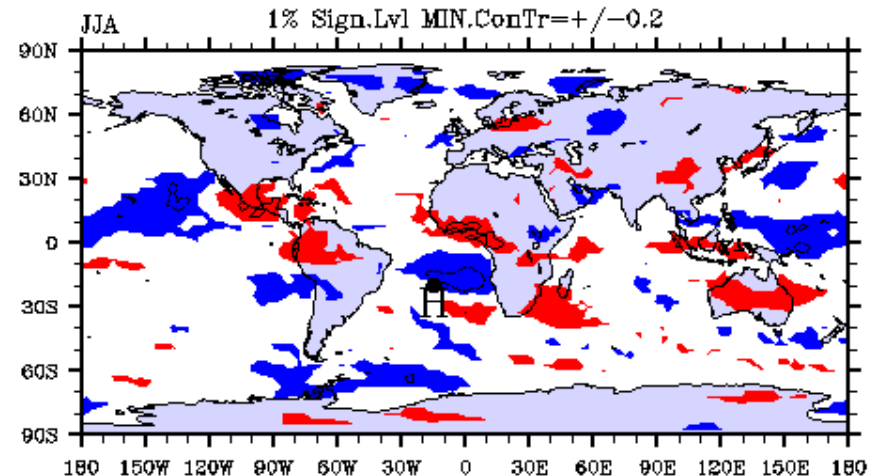 JJA 1% Sign.Lvl MIN.ConTr=+/-0.2
90N
60N
30N
0
30S
60S
90S
H
180 150W 120W 90W 60W 30W 0 30E 60E 90E 120E 150E 180